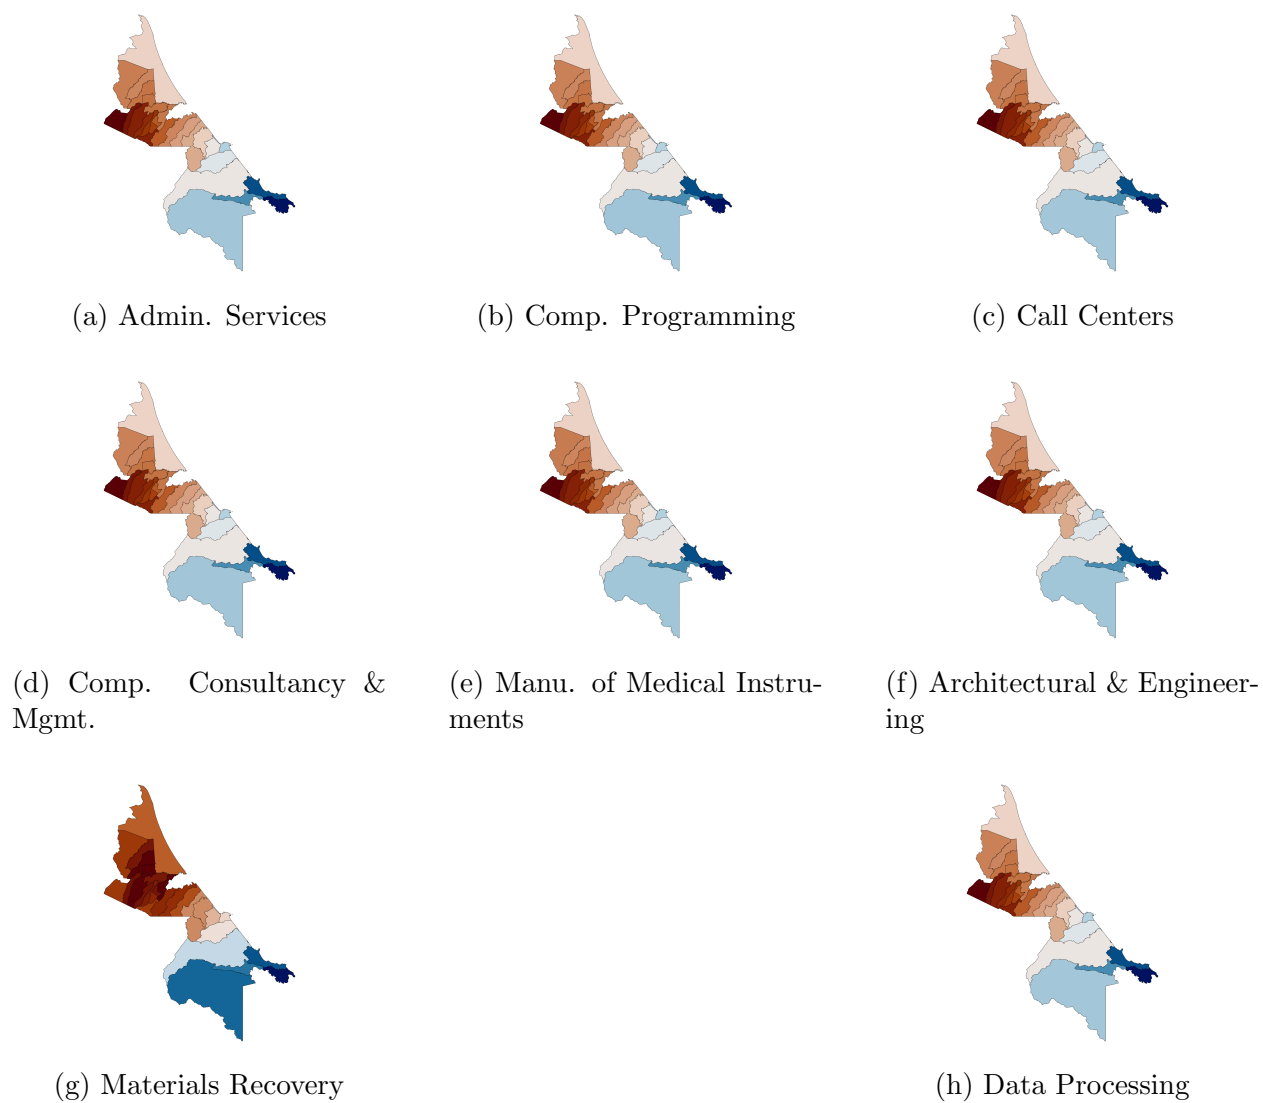 (a) Admin. Services
(b) Comp. Programming
(c) Call Centers
(d) Comp. Consultancy &
Mgmt.
(e) Manu. of Medical Instru-
ments
(f) Architectural & Engineer-
ing
(g) Materials Recovery
(h) Data Processing